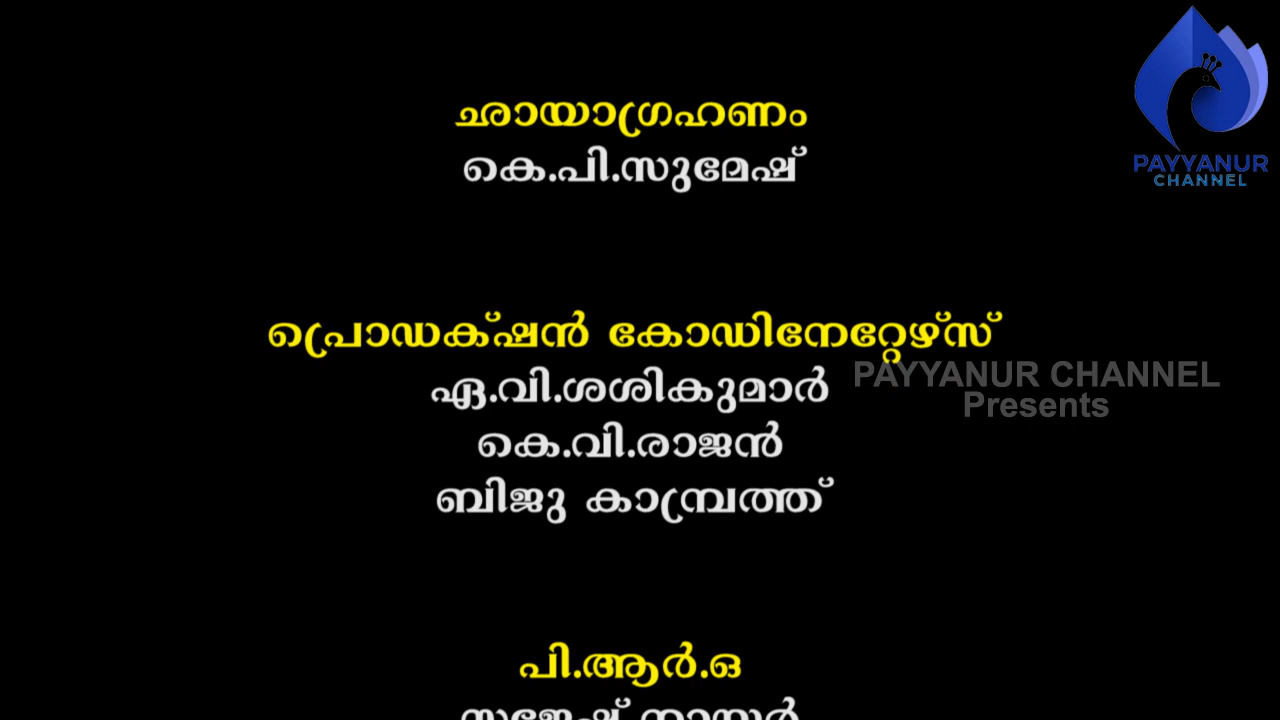 PAYYANUR
CHANNEL
ഛായാഗ്രഹണം
കെ.പി.സുമേഷ്
പ്രൊഡക്ഷൻ കോഡിനേറ്റേഴ്സ്
ഏ.വി.ശശികുമാർ
കെ.വി.രാജൻ
ബിജു കാമ്പ്രത്ത്
PAYYANUR CHANNEL
Presents
പി.ആർ.ഒ